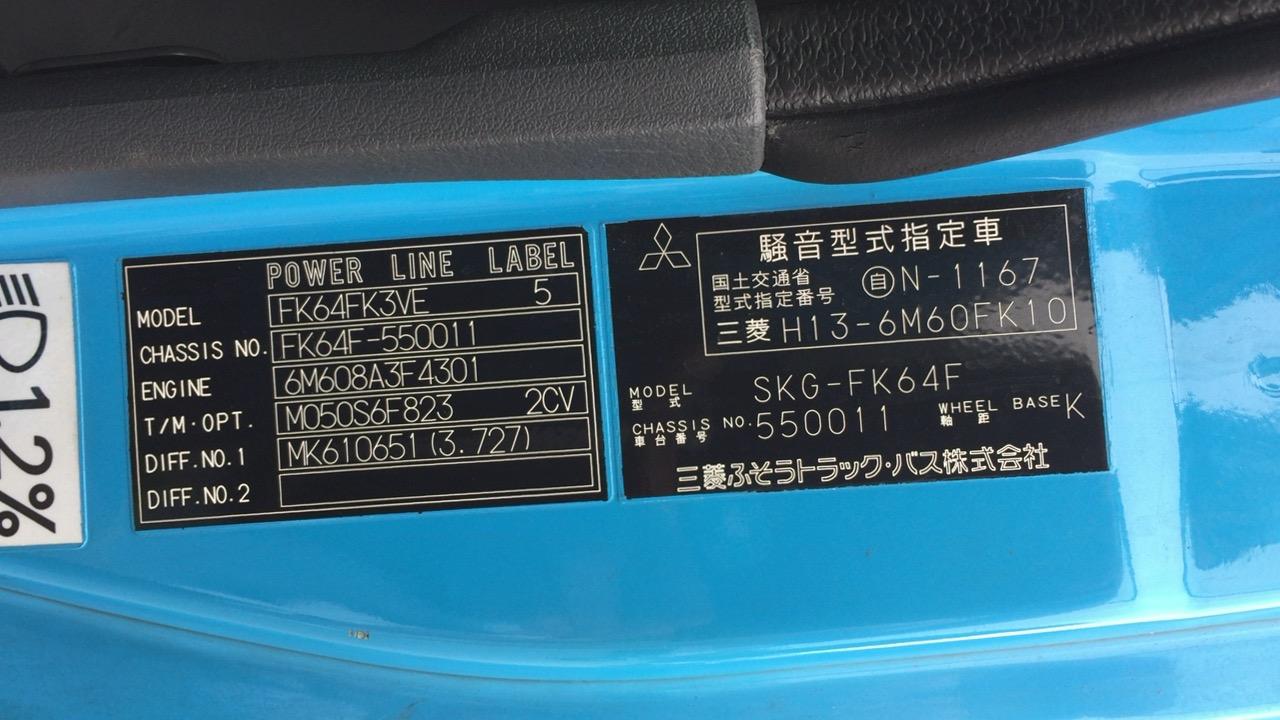 12%
POWER LINE LABEL
MODEL FK64FK3VE 5
CHASSIS NO. FK64F-550011
ENGINE 6M608A3F4301
T/M·OPT. M050S6F823 2CV
DIFF.NO.1 MK610651(3.727)
DIFF.NO.2
騒音型式指定車
国土交通省
型式指定番号 自N-1167
三菱 H13-6M60FK10
MODEL
型式 SKG-FK64F
CHASSIS NO.
車台番号 550011
WHEEL BASE
軸距 K
三菱ふそうトラック・バス株式会社